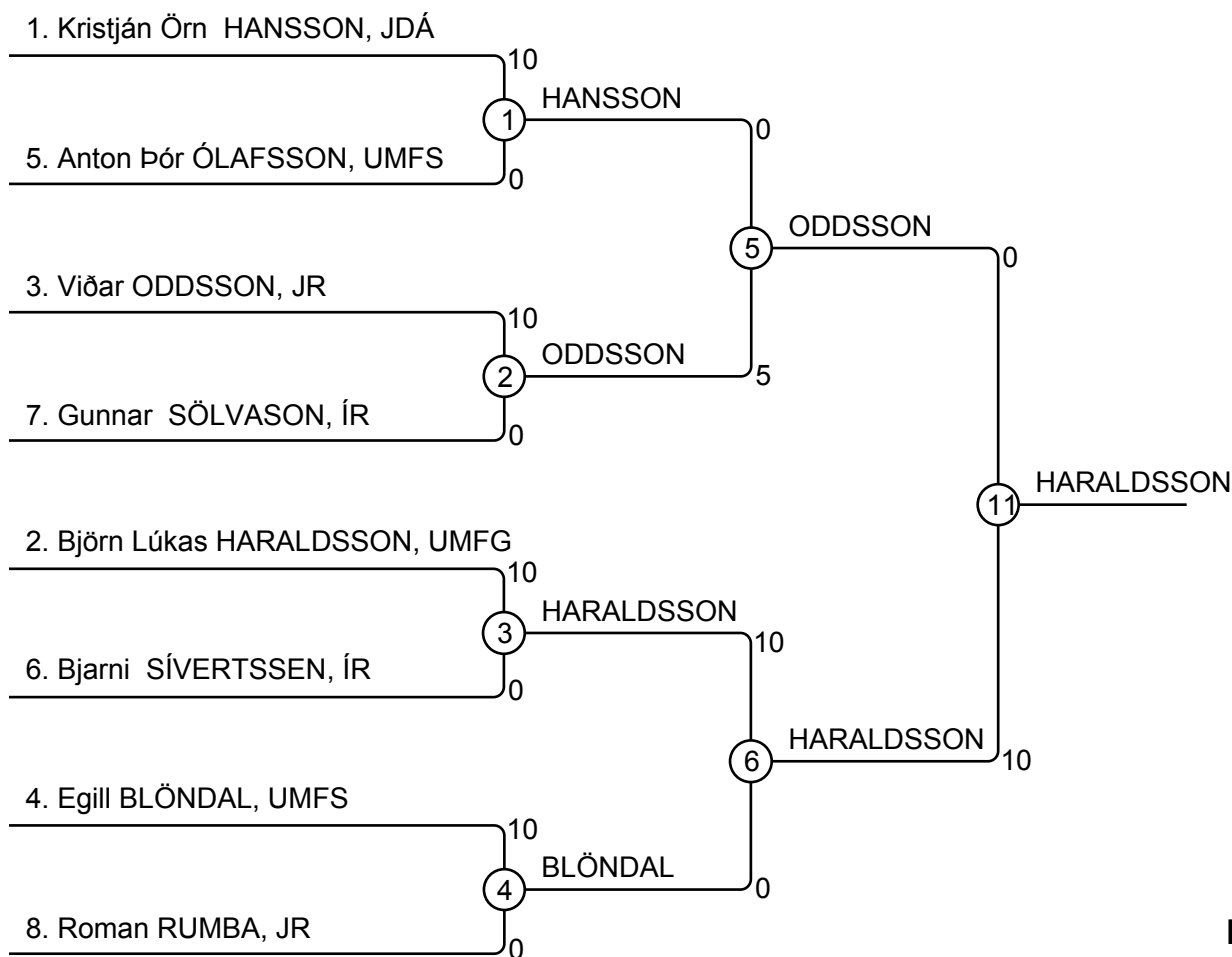 1. Kristján Örn  HANSSON, JDÁ
10
1
HANSSON
0
5. Anton Þór ÓLAFSSON, UMFS
0
5
ODDSSON
0
3. Viðar ODDSSON, JR
10
2
ODDSSON
5
7. Gunnar  SÖLVASON, ÍR
0
11
HARALDSSON
2. Björn Lúkas HARALDSSON, UMFG
10
3
HARALDSSON
10
6. Bjarni  SÍVERTSSEN, ÍR
0
6
HARALDSSON
10
4. Egill BLÖNDAL, UMFS
10
4
BLÖNDAL
0
8. Roman RUMBA, JR
0